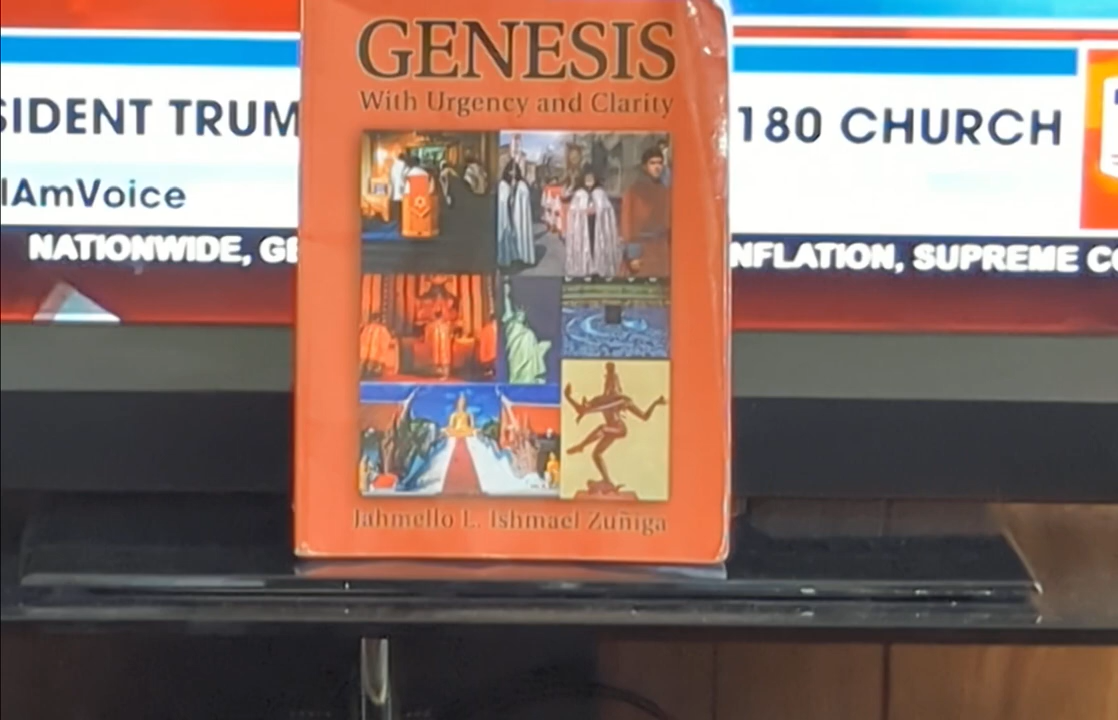 GENESIS
With Urgency and Clarity
Jahmello L. Ishmael Zuñiga
SIDENT TRUM
180 CHURCH
IAmVoice
NATIONWIDE, GE
NFLATION, SUPREME C